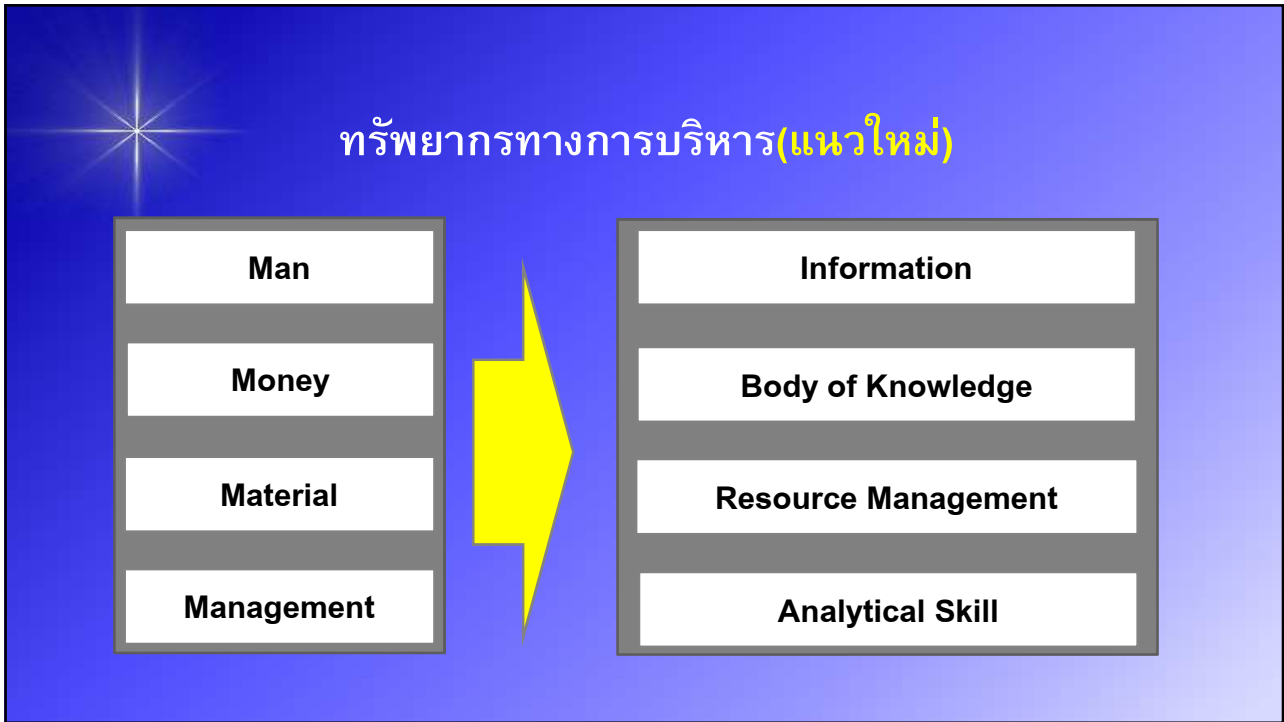 ทรัพยากรทางการบริหาร(แนวใหม่)
Man
Money
Material
Management
Information
Body of Knowledge
Resource Management
Analytical Skill